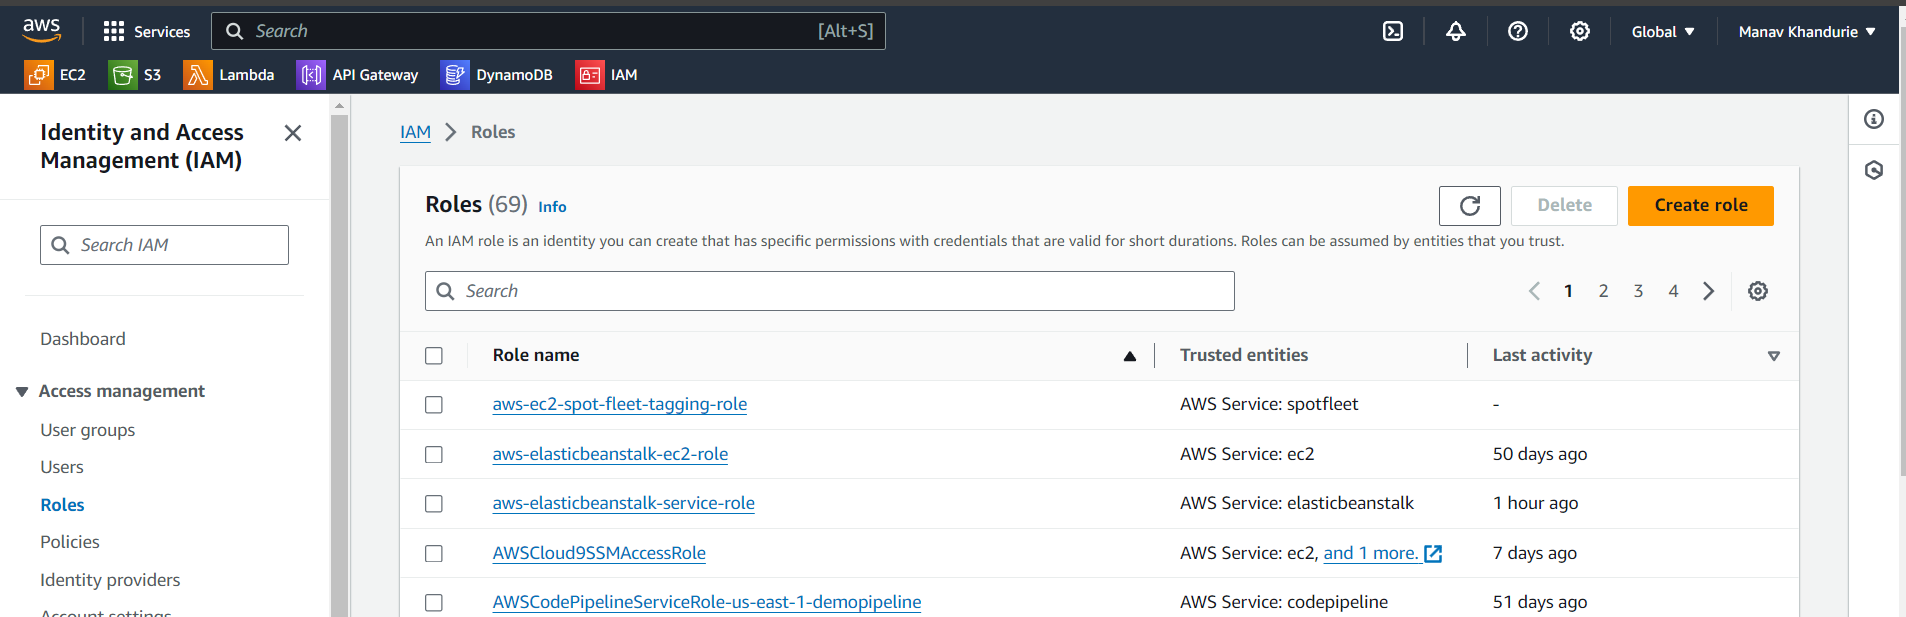 aws
Services
Search
[Alt+S]
Global
Manav Khandurie
EC2
S3
Lambda
API Gateway
DynamoDB
IAM
Identity and Access
Management (IAM)
Search IAM
Dashboard
Access management
User groups
Users
Roles
Policies
Identity providers
Account settings
IAM > Roles
Roles (69) Info
Delete
Create role
An IAM role is an identity you can create that has specific permissions with credentials that are valid for short durations. Roles can be assumed by entities that you trust.
Search
1 2 3 4
Role name Trusted entities Last activity
aws-ec2-spot-fleet-tagging-role AWS Service: spotfleet -
aws-elasticbeanstalk-ec2-role AWS Service: ec2 50 days ago
aws-elasticbeanstalk-service-role AWS Service: elasticbeanstalk 1 hour ago
AWSCloud9SSMAccessRole AWS Service: ec2, and 1 more. 7 days ago
AWSCodePipelineServiceRole-us-east-1-demopipeline AWS Service: codepipeline 51 days ago